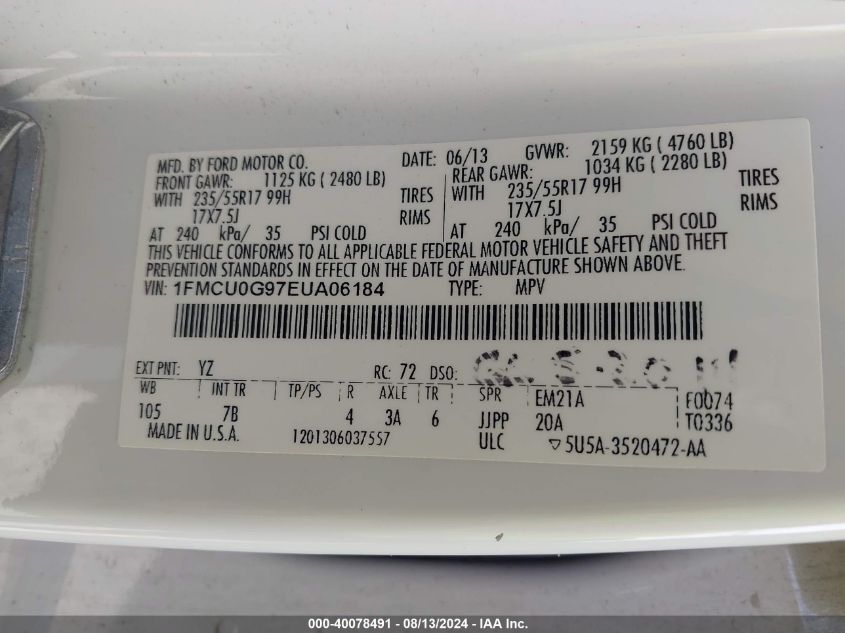 MFD. BY FORD MOTOR CO. DATE: 06/13 GVWR: 2159 KG ( 4760 LB)
FRONT GAWR: 1125 KG ( 2480 LB) REAR GAWR: 1034 KG ( 2280 LB)
WITH 235/55R17 99H TIRES WITH 235/55R17 99H TIRES
17X7.5J RIMS 17X7.5J RIMS
AT 240 kPa/ 35 PSI COLD AT 240 kPa/ 35 PSI COLD
THIS VEHICLE CONFORMS TO ALL APPLICABLE FEDERAL MOTOR VEHICLE SAFETY AND THEFT
PREVENTION STANDARDS IN EFFECT ON THE DATE OF MANUFACTURE SHOWN ABOVE.
VIN: 1FMCU0G97EUA06184 TYPE: MPV
EXT PNT: YZ RC: 72 DSO:
WB INT TR TP/PS R AXLE TR SPR EM21A F0074
105 7B 4 3A 6 JJPP 20A T0336
MADE IN U.S.A. 1201306037557 ULC ▽5U5A-3520472-AA
000-40078491 - 08/13/2024 - IAA Inc.